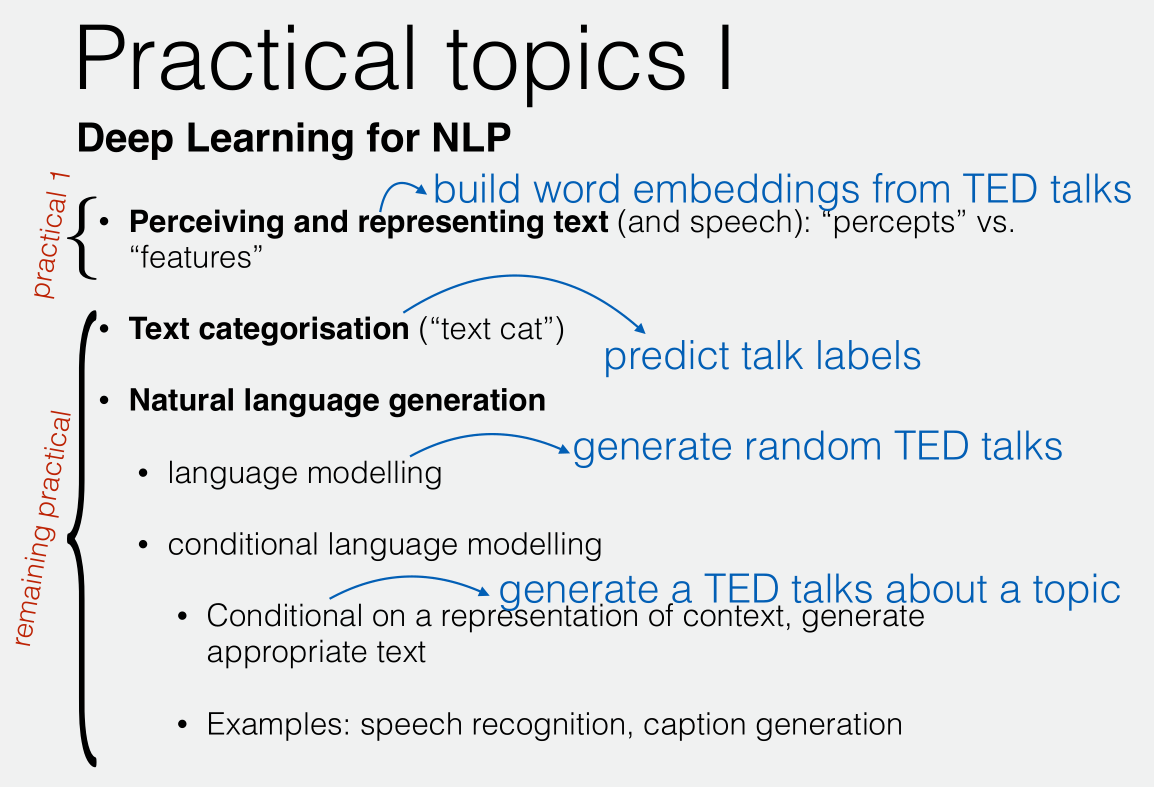 Practical topics I
Deep Learning for NLP
practical 1
build word embeddings from TED talks
• Perceiving and representing text (and speech): “percepts” vs.
“features”
• Text categorisation (“text cat”)
predict talk labels
remaining practical
• Natural language generation
generate random TED talks
• language modelling
• conditional language modelling
generate a TED talks about a topic
• Conditional on a representation of context, generate
appropriate text
• Examples: speech recognition, caption generation